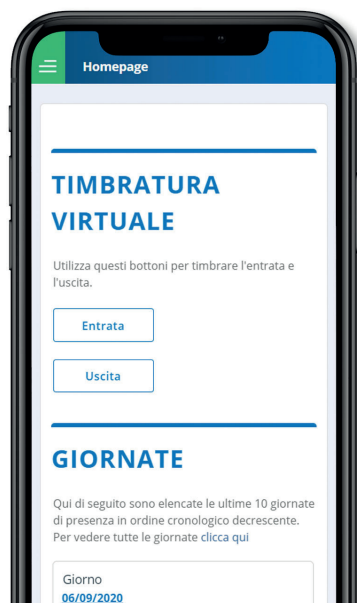 Homepage
TIMBRATURA
VIRTUALE
Utilizza questi bottoni per timbrare l'entrata e
l'uscita.
Entrata
Uscita
GIORNATE
Qui di seguito sono elencate le ultime 10 giornate
di presenza in ordine cronologico decrescente.
Per vedere tutte le giornate clicca qui
Giorno
06/09/2020